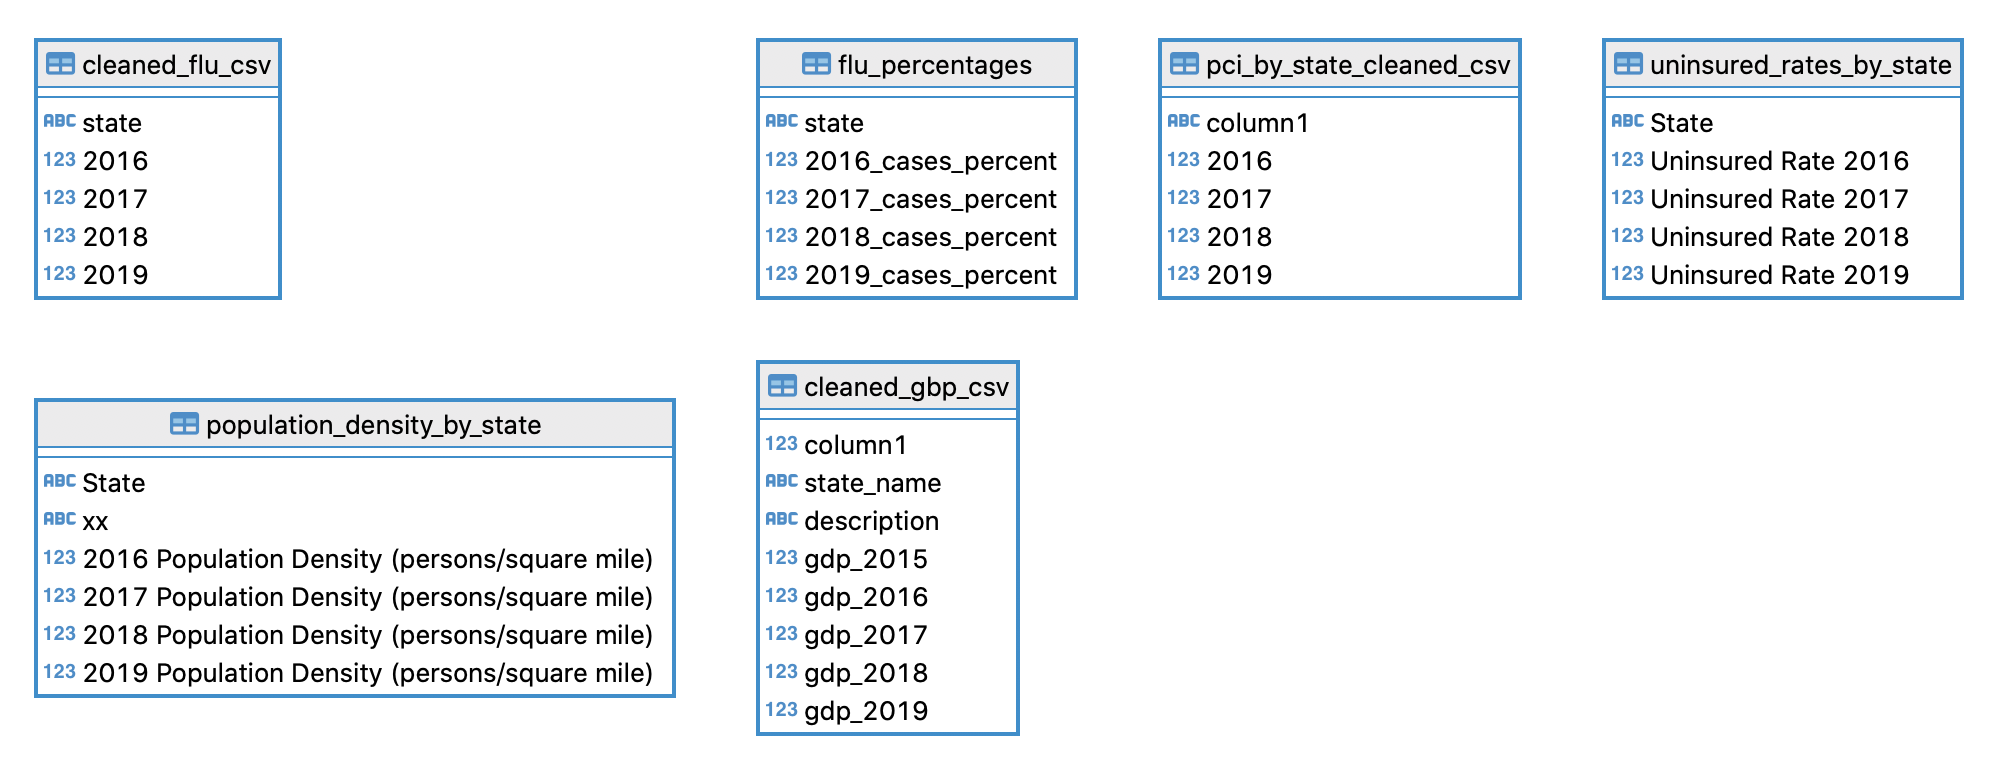 cleaned_flu_csv
ABC state
123 2016
123 2017
123 2018
123 2019
flu_percentages
ABC state
123 2016_cases_percent
123 2017_cases_percent
123 2018_cases_percent
123 2019_cases_percent
pci_by_state_cleaned_csv
ABC column1
123 2016
123 2017
123 2018
123 2019
uninsured_rates_by_state
ABC State
123 Uninsured Rate 2016
123 Uninsured Rate 2017
123 Uninsured Rate 2018
123 Uninsured Rate 2019
population_density_by_state
ABC State
ABC xx
123 2016 Population Density (persons/square mile)
123 2017 Population Density (persons/square mile)
123 2018 Population Density (persons/square mile)
123 2019 Population Density (persons/square mile)
cleaned_gbp_csv
123 column1
ABC state_name
ABC description
123 gdp_2015
123 gdp_2016
123 gdp_2017
123 gdp_2018
123 gdp_2019